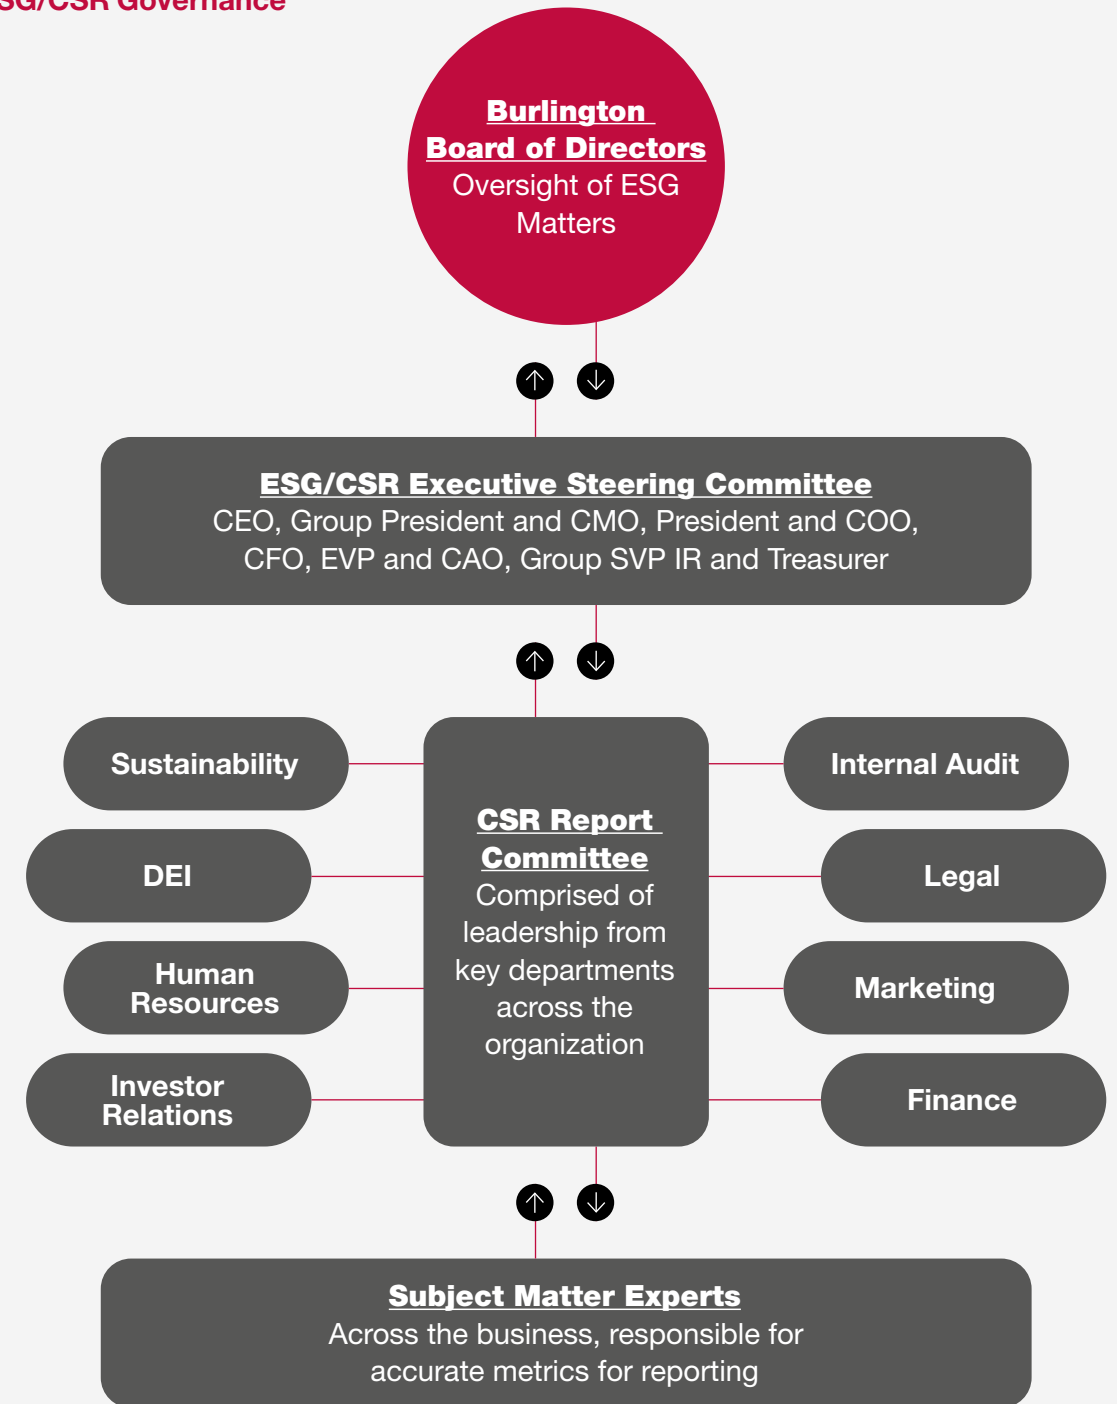 SG/CSR Governance
Burlington
Board of Directors
Oversight of ESG
Matters
ESG/CSR Executive Steering Committee
CEO, Group President and CMO, President and COO,
CFO, EVP and CAO, Group SVP IR and Treasurer
Sustainability
DEI
Human
Resources
Investor
Relations
CSR Report
Committee
Comprised of
leadership from
key departments
across the
organization
Internal Audit
Legal
Marketing
Finance
Subject Matter Experts
Across the business, responsible for
accurate metrics for reporting